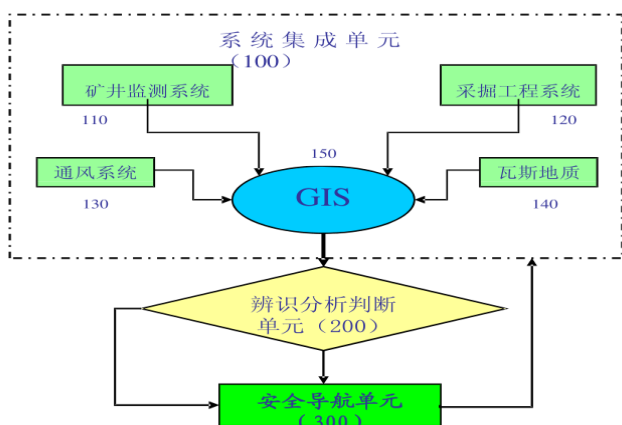 系统集成单元
（100）
矿井监测系统
采掘工程系统
110
120
150
通风系统
GIS
瓦斯地质
130
140
辨识分析判断
单元（200）
安全导航单元
（300）